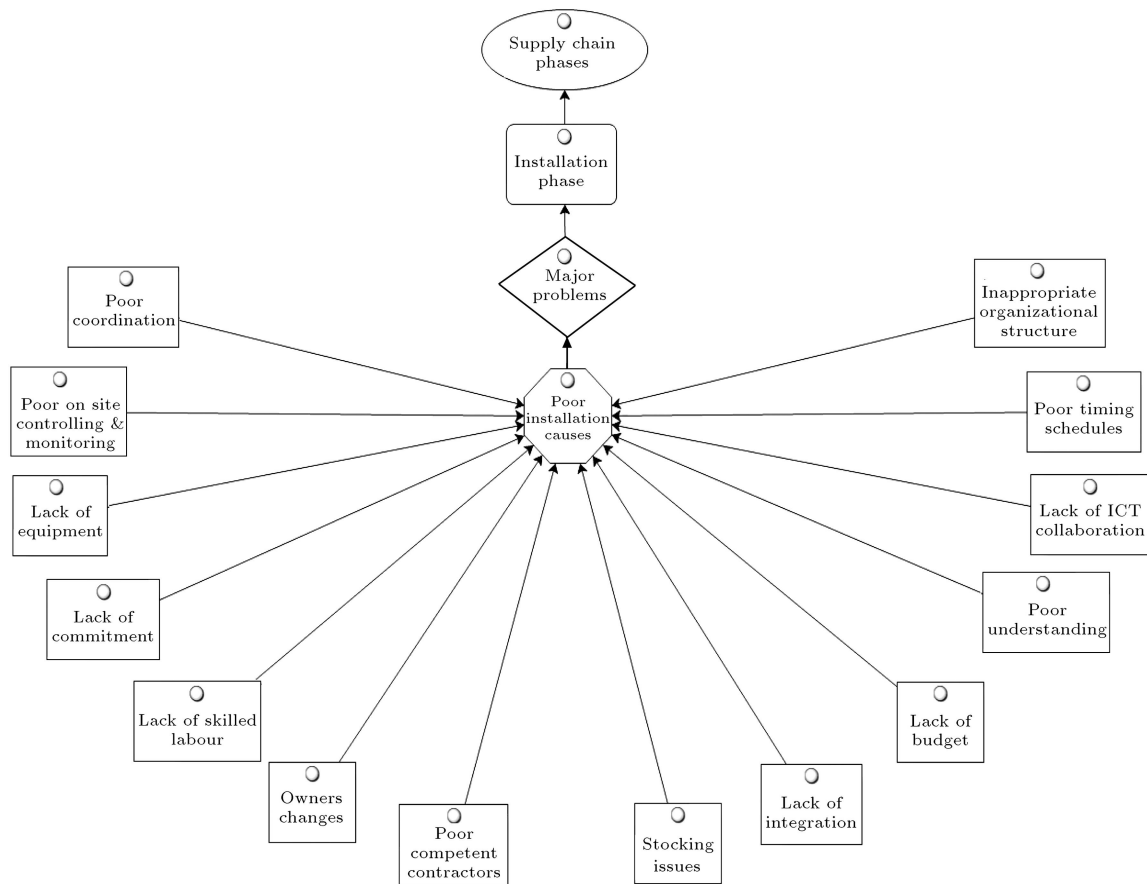 Supply chain
phases
Installation
phase
Major
problems
Poor
coordination
Inappropriate
organizational
structure
Poor
installation
causes
Poor on site
controlling &
monitoring
Poor timing
schedules
Lack of
equipment
Lack of ICT
collaboration
Lack of
commitment
Poor
understanding
Lack of skilled
labour
Lack of
budget
Owners
changes
Lack of
integration
Poor
competent
contractors
Stocking
issues